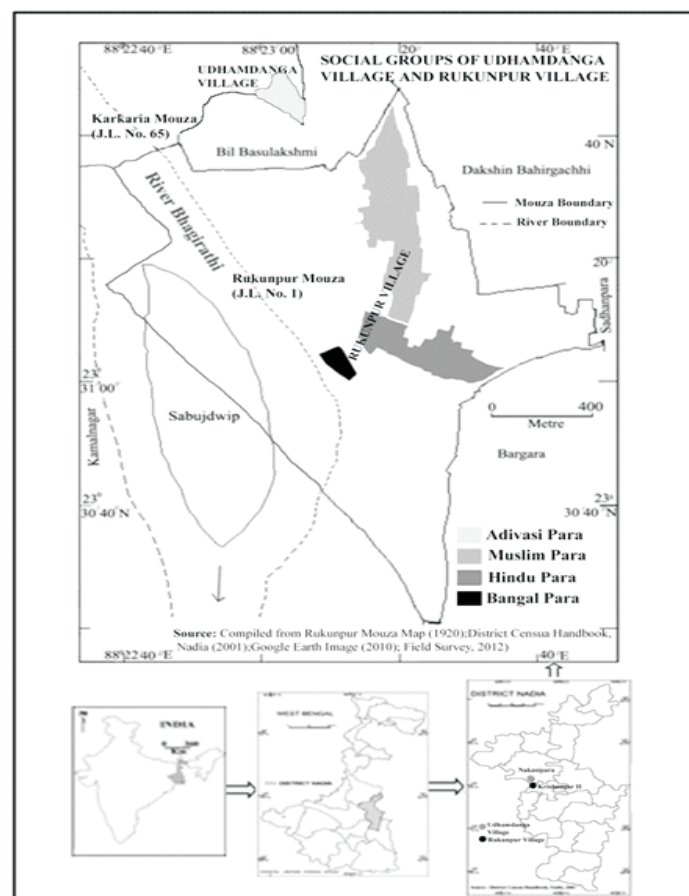 88° 22' 40"
88° 23' 00"
20"
40" E
SOCIAL GROUPS OF UDHAMDANGA
VILLAGE AND RUKUNPUR VILLAGE
UDHAMDANGA
VILLAGE
Karkaria Mouza
(J.L. No. 65)
Bil Basulakshmi
40 N
Dakshin Bahirgachhi
Mouza Boundary
River Boundary
River Bhagirathi
Rukunpur Mouza
(J.L. No. 1)
RUKUNPUR VILLAGE
20"
Sadhanpara
23°
31' 00"
0 400
Metre
Kamalnagar
Sabujdwip
Bargara
23°
30' 40"
23°
30' 40" N
Adivasi Para
Muslim Para
Hindu Para
Bangal Para
Source: Compiled from Rukunpur Mouza Map (1920);District Censua Handbook,
Nadia (2001);Google Earth Image (2010); Field Survey, 2012)
88° 22' 40"
20"
40" E
INDIA
Km
WEST BENGAL
DISTRICT NADIA
DISTRICT NADIA
Nakasipara
Krishnagar II
Udhamdanga
Village
Rukunpur Village